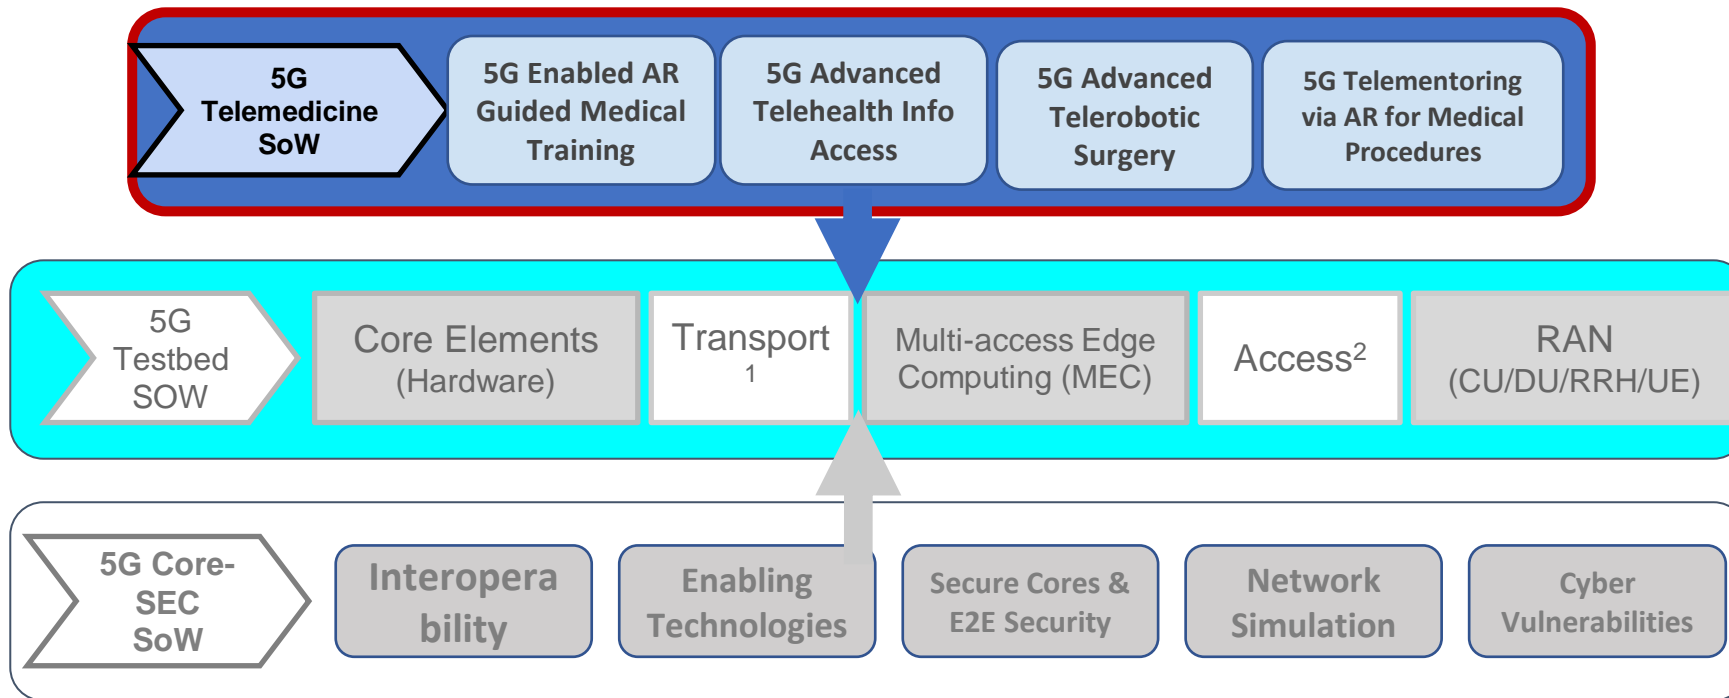 5G
Telemedicine
SoW
5G Enabled AR
Guided Medical
Training
5G Advanced
Telehealth Info
Access
5G Advanced
Telerobotic
Surgery
5G Telementoring
via AR for Medical
Procedures
5G
Testbed
SOW
Core Elements
(Hardware)
Transport
1
Multi-access Edge
Computing (MEC)
Access2
RAN
(CU/DU/RRH/UE)
5G Core-
SEC
SoW
Interopera
bility
Enabling
Technologies
Secure Cores &
E2E Security
Network
Simulation
Cyber
Vulnerabilities